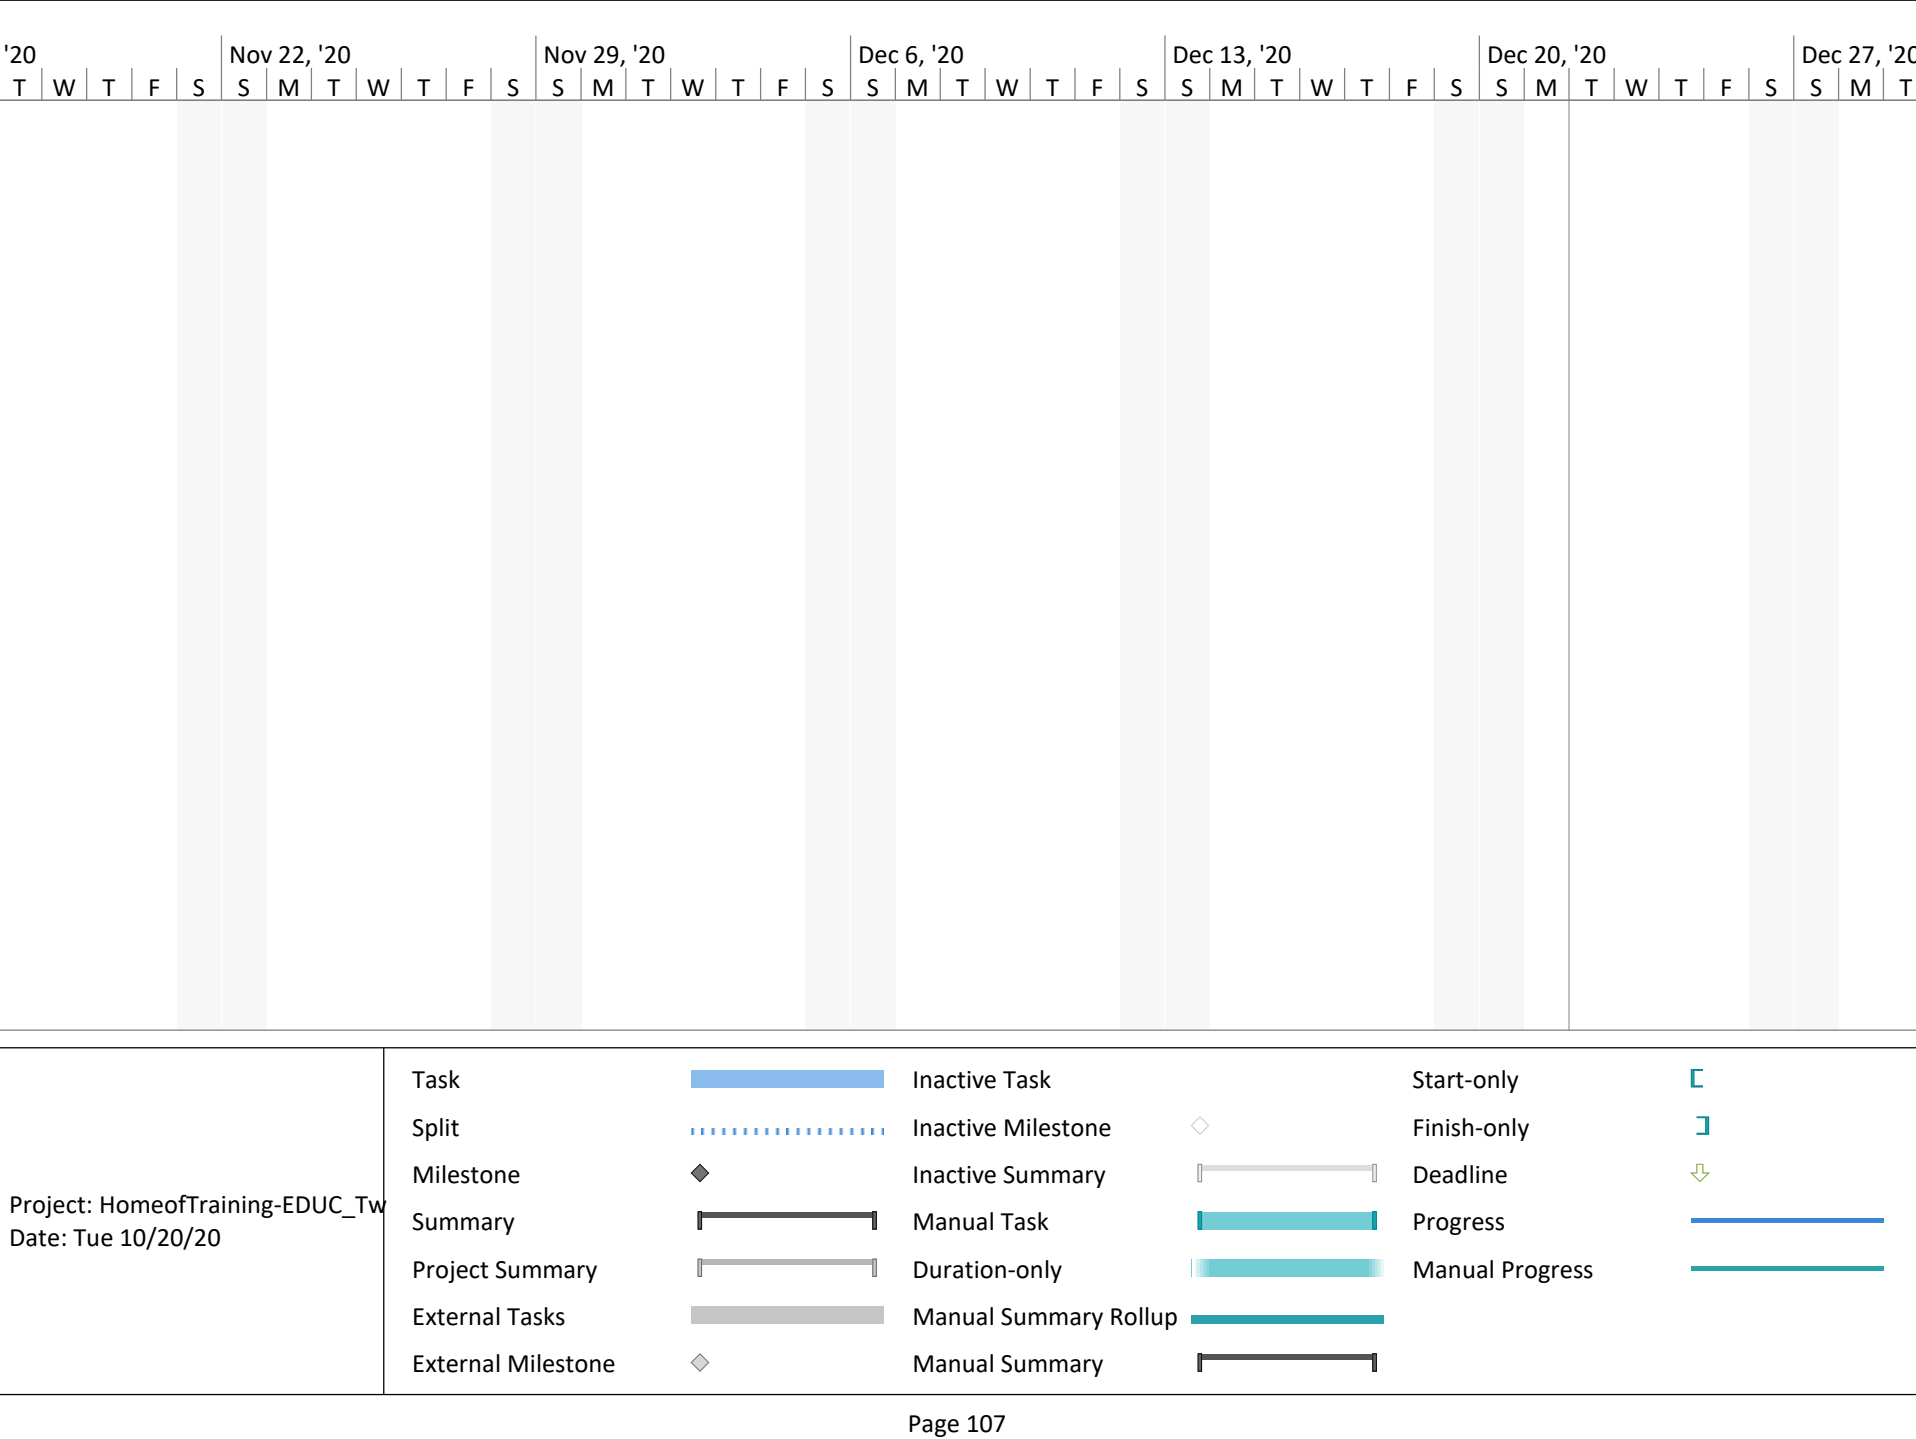 '20 Nov 22, '20 Nov 29, '20 Dec 6, '20 Dec 13, '20 Dec 20, '20 Dec 27, '20
T W T F S S M T W T F S S M T W T F S S M T W T F S S M T W T F S S M T W T F S S M T
Task Inactive Task Start-only
Split Inactive Milestone Finish-only
Milestone Inactive Summary Deadline
Project: HomeofTraining-EDUC_Tw
Summary Manual Task Progress
Date: Tue 10/20/20
Project Summary Duration-only Manual Progress
External Tasks Manual Summary Rollup
External Milestone Manual Summary
Page 107